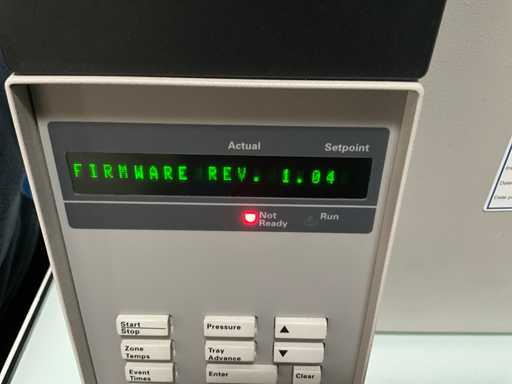 Actual Setpoint
FIRMWARE REV. 1.04
Not Ready
Run
Start
Stop
Pressure
▲
Zone
Temps
Tray
Advance
▼
Event
Times
Enter
Clear